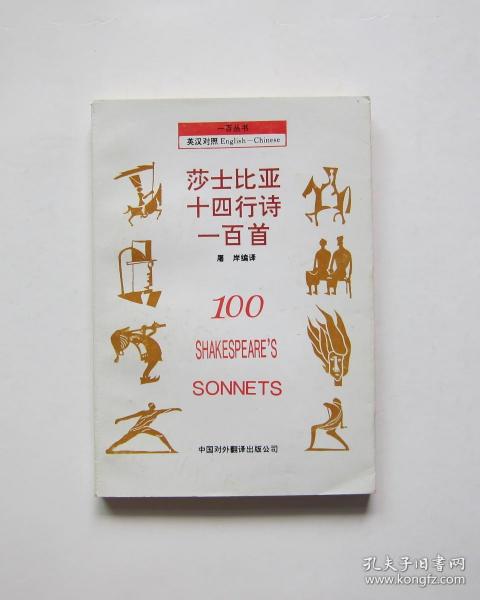 一百丛书
英汉对照 English-Chinese
莎士比亚
十四行诗
一百首
屠 岸编译
100
SHAKESPEARE'S
SONNETS
中国对外翻译出版公司
孔夫子旧书网
www.kongfz.com